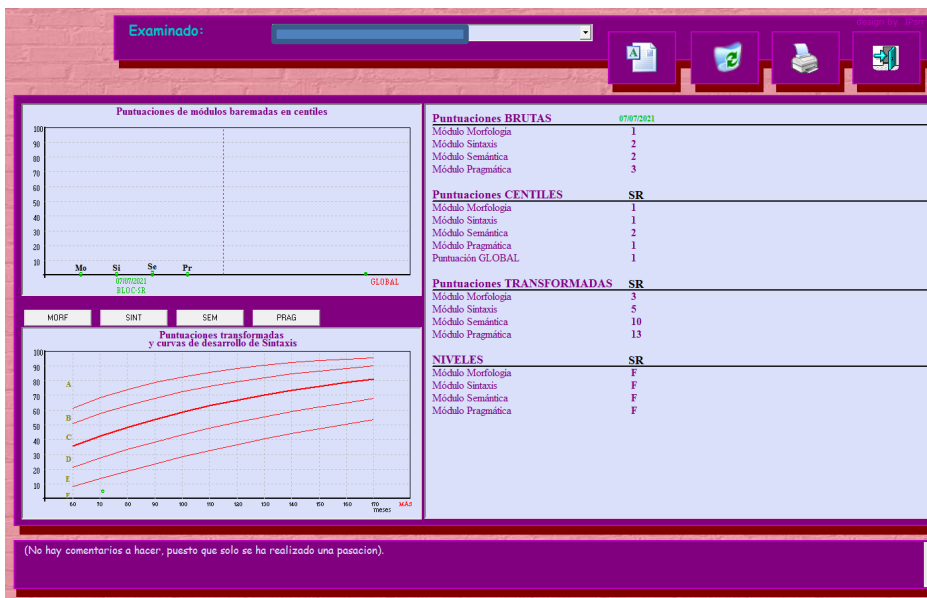 design by
Examinado:
Puntuaciones de módulos baremadas en centiles
100
90
80
70
60
50
40
30
20
10
Mo Si Se Pr
07/07/2021
BLOC-SR
GLOBAL
MORF SINT SEM PRAG
Puntuaciones transformadas
y curvas de desarrollo de Sintaxis
100
90
80
70
60
50
40
30
20
10
A
B
C
D
E
F
e
60 70 80 90 100 110 120 130 140 150 160 170 MÁS
meses
Puntuaciones BRUTAS 07/07/2021
Módulo Morfología 1
Módulo Sintaxis 2
Módulo Semántica 2
Módulo Pragmática 3
Puntuaciones CENTILES SR
Módulo Morfología 1
Módulo Sintaxis 1
Módulo Semántica 2
Módulo Pragmática 1
Puntuación GLOBAL 1
Puntuaciones TRANSFORMADAS SR
Módulo Morfología 3
Módulo Sintaxis 5
Módulo Semántica 10
Módulo Pragmática 13
NIVELES SR
Módulo Morfología F
Módulo Sintaxis F
Módulo Semántica F
Módulo Pragmática F
(No hay comentarios a hacer, puesto que solo se ha realizado una pasacion).